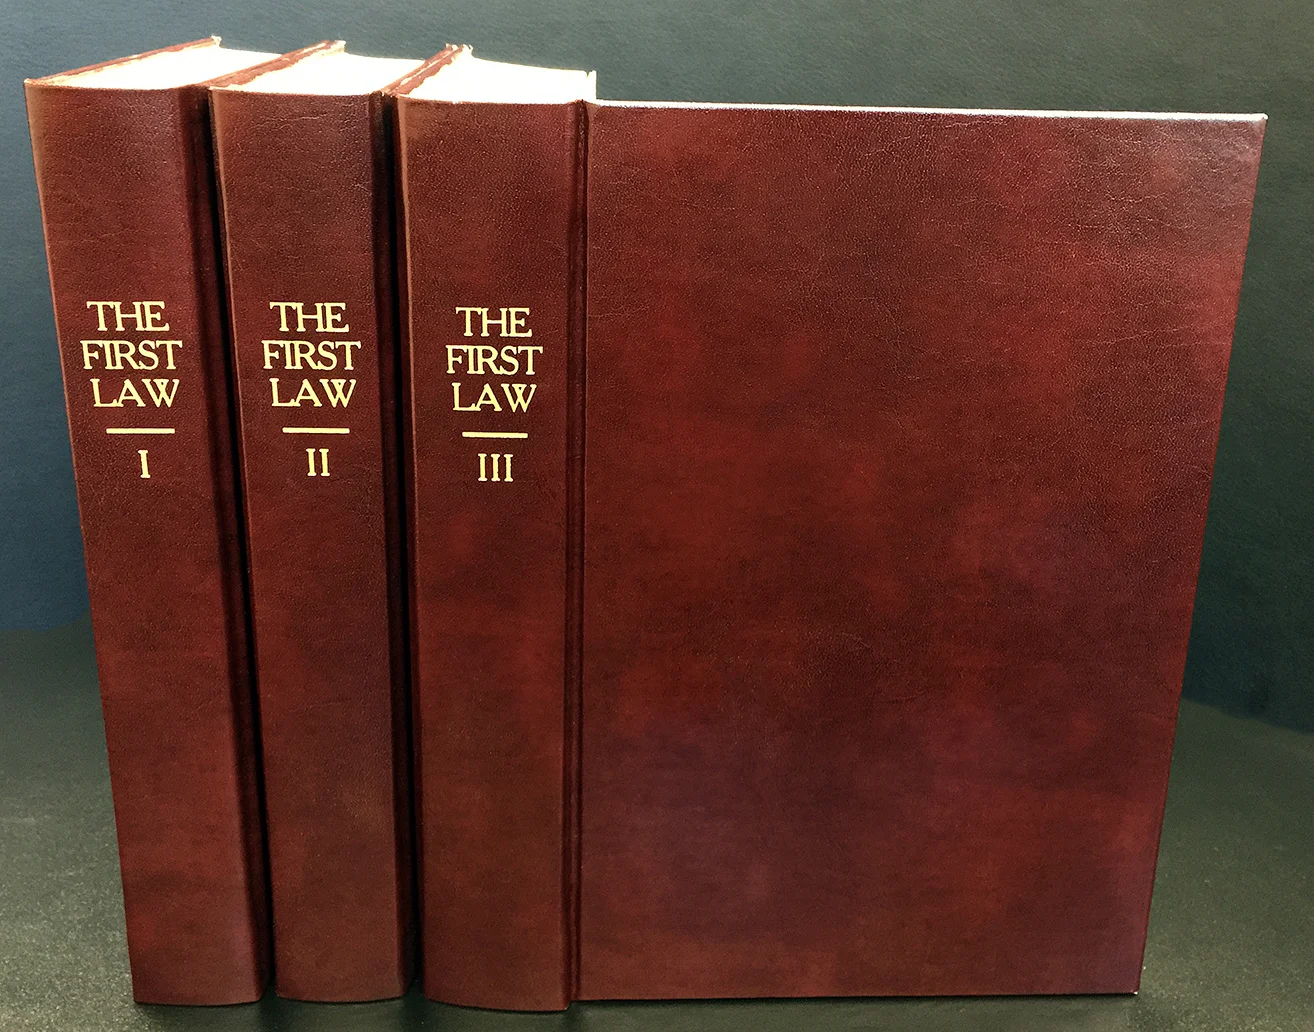 THE
FIRST
LAW
I
THE
FIRST
LAW
II
THE
FIRST
LAW
III